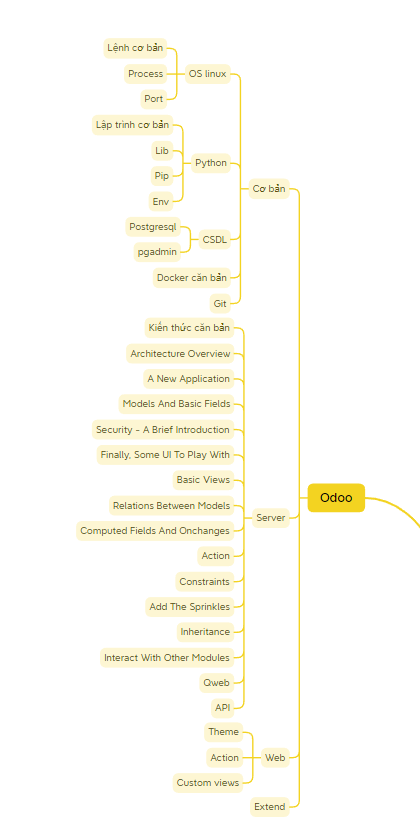 Lệnh cơ bản
Process
OS linux
Port
Lập trình cơ bản
Lib
Python
Pip
Cơ bản
Env
Postgresql
CSDL
pgadmin
Docker căn bản
Git
Kiến thức căn bản
Architecture Overview
A New Application
Models And Basic Fields
Security - A Brief Introduction
Finally, Some UI To Play With
Basic Views
Odoo
Relations Between Models
Server
Computed Fields And Onchanges
Action
Constraints
Add The Sprinkles
Inheritance
Interact With Other Modules
Qweb
API
Theme
Action
Web
Custom views
Extend